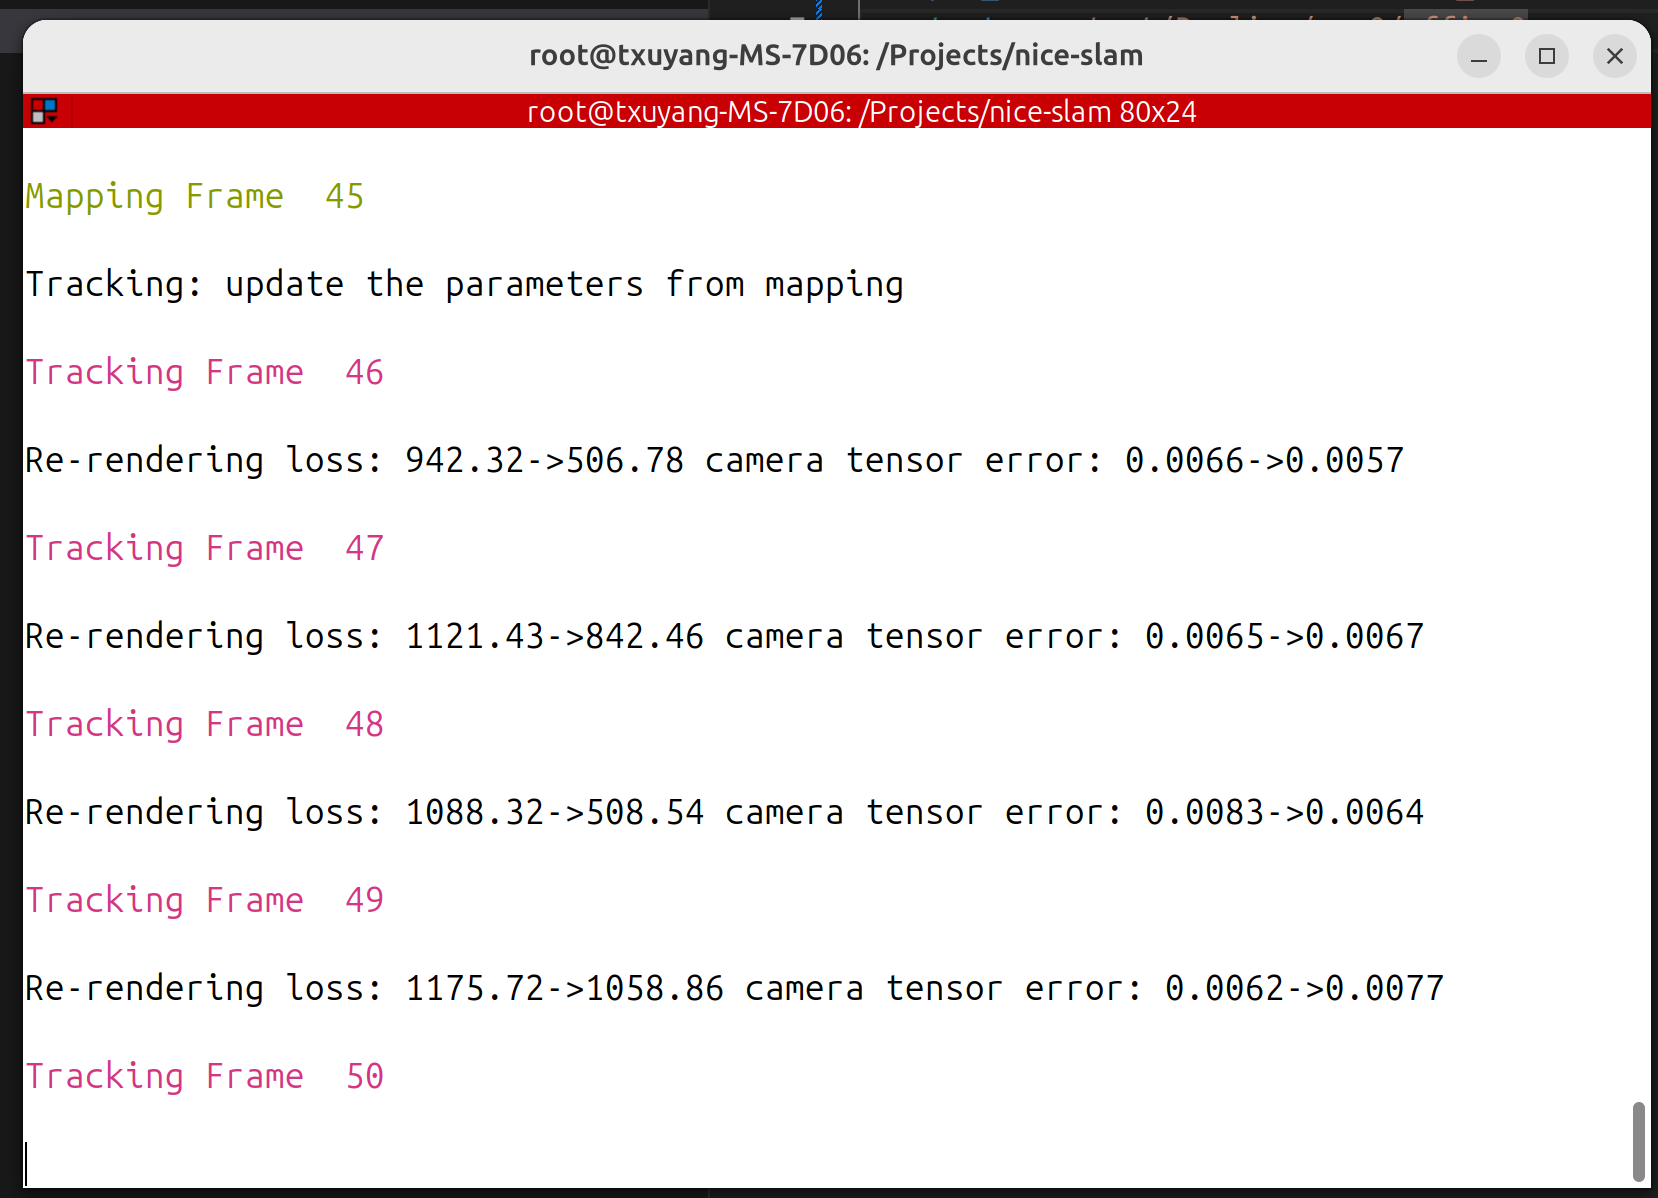 root@txuyang-MS-7D06: /Projects/nice-slam
root@txuyang-MS-7D06: /Projects/nice-slam 80x24
Mapping Frame  45
Tracking: update the parameters from mapping
Tracking Frame  46
Re-rendering loss: 942.32->506.78 camera tensor error: 0.0066->0.0057
Tracking Frame  47
Re-rendering loss: 1121.43->842.46 camera tensor error: 0.0065->0.0067
Tracking Frame  48
Re-rendering loss: 1088.32->508.54 camera tensor error: 0.0083->0.0064
Tracking Frame  49
Re-rendering loss: 1175.72->1058.86 camera tensor error: 0.0062->0.0077
Tracking Frame  50